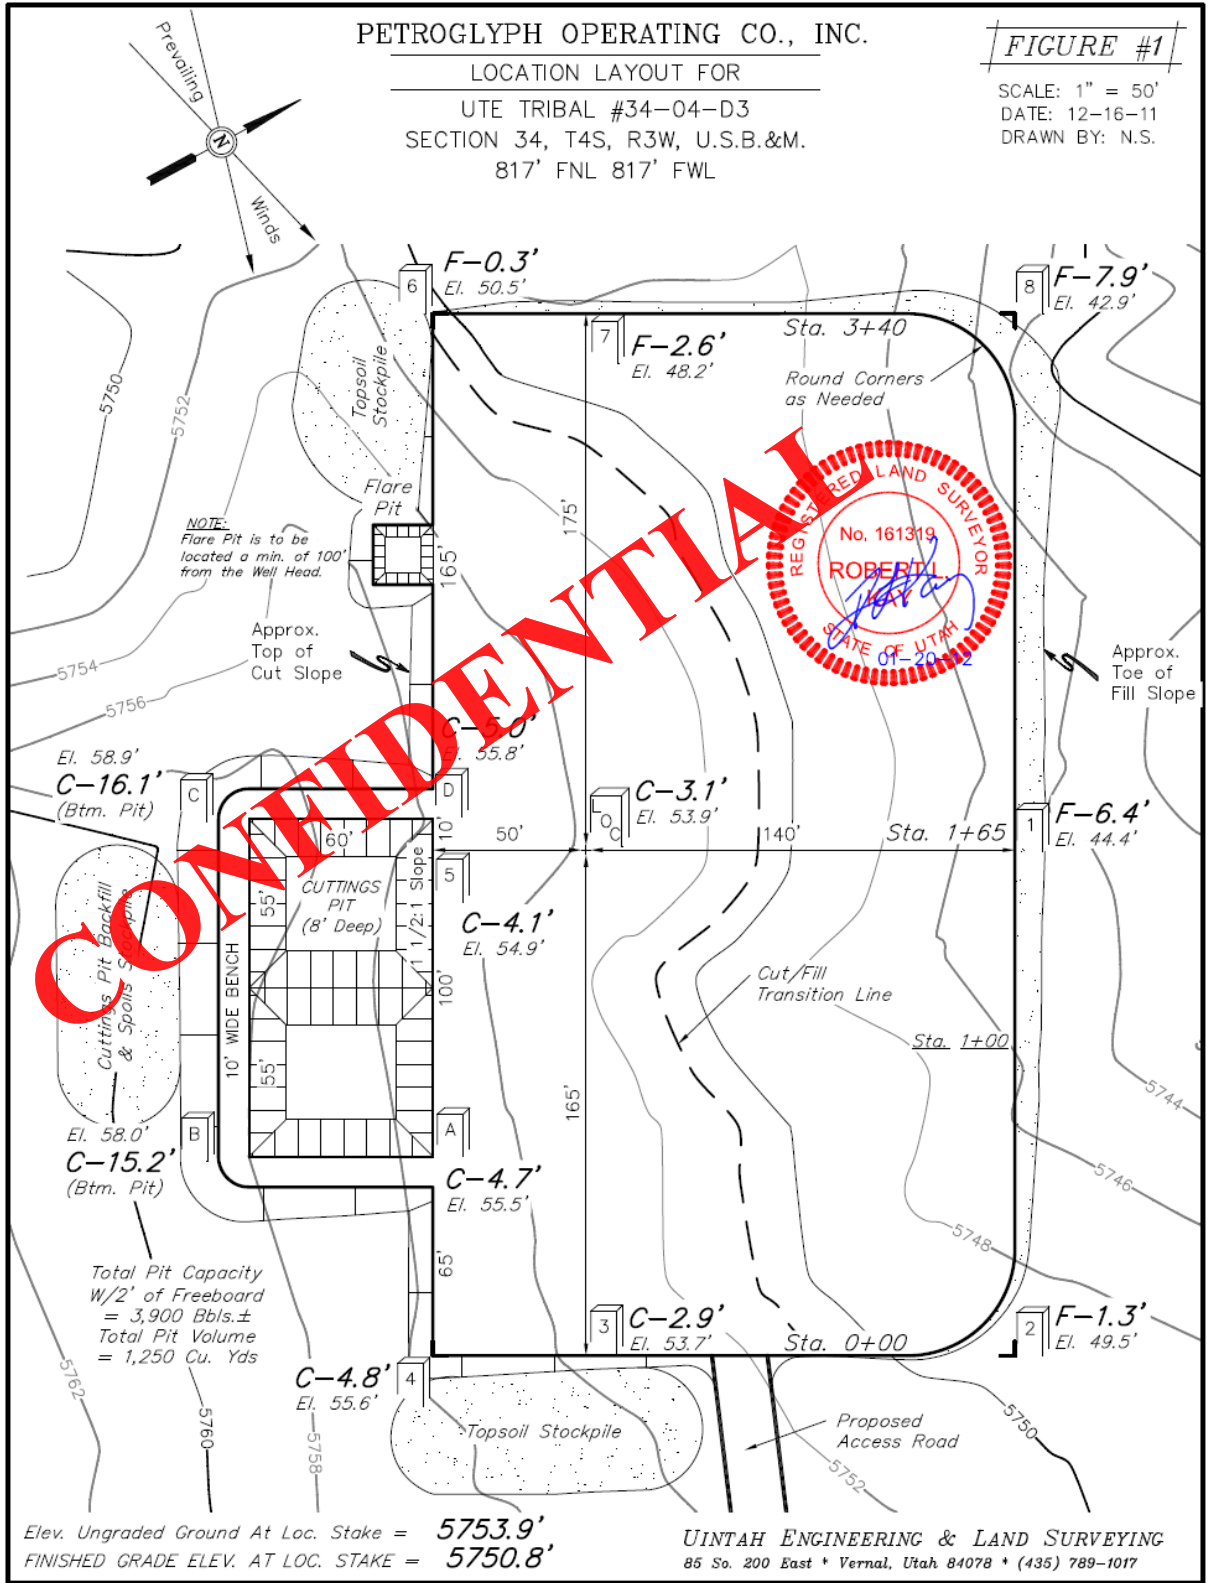 PETROGLYPH OPERATING CO., INC.
LOCATION LAYOUT FOR
UTE TRIBAL #34-04-D3
SECTION 34, T4S, R3W, U.S.B.&M.
817' FNL 817' FWL
FIGURE #1
SCALE: 1" = 50'
DATE: 12-16-11
DRAWN BY: N.S.
Prevailing
N
Winds
6
F-0.3'
El. 50.5'
8
F-7.9'
El. 42.9'
7
F-2.6'
El. 48.2'
Sta. 3+40
Round Corners
as Needed
5750
5752
Topsoil
Stockpile
Flare
Pit
NOTE:
Flare Pit is to be
located a min. of 100'
from the Well Head.
175'
165'
REGISTERED LAND SURVEYOR
No. 161319
ROBERT L.
KAY
STATE OF UTAH
01-20-12
Approx.
Top of
Cut Slope
Approx.
Toe of
Fill Slope
5754
5756
CONFIDENTIAL
C-5.0'
El. 55.8'
El. 58.9'
C-16.1'
(Btm. Pit)
C
D
LOC
C-3.1'
El. 53.9'
1
F-6.4'
El. 44.4'
60'
10'
50'
140'
Sta. 1+65
5
C-4.1'
El. 54.9'
CUTTINGS
PIT
(8' Deep)
1 1/2:1 Slope
55'
10' WIDE BENCH
100'
55'
Cuttings Pit Backfill
& Spoils Stockpile
Cut/Fill
Transition Line
Sta. 1+00
165'
5744
5746
5748
El. 58.0'
C-15.2'
(Btm. Pit)
B
A
C-4.7'
El. 55.5'
65'
Total Pit Capacity
W/2' of Freeboard
= 3,900 Bbls.±
Total Pit Volume
= 1,250 Cu. Yds
3
C-2.9'
El. 53.7'
Sta. 0+00
2
F-1.3'
El. 49.5'
C-4.8'
El. 55.6'
4
5762
5760
5758
Topsoil Stockpile
Proposed
Access Road
5750
5752
Elev. Ungraded Ground At Loc. Stake = 5753.9'
FINISHED GRADE ELEV. AT LOC. STAKE = 5750.8'
UINTAH ENGINEERING & LAND SURVEYING
85 So. 200 East * Vernal, Utah 84078 * (435) 789-1017